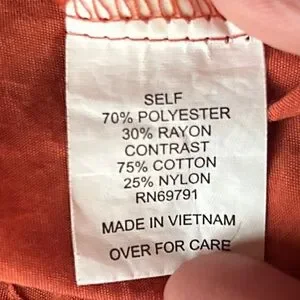 SELF
70% POLYESTER
30% RAYON
CONTRAST
75% COTTON
25% NYLON
RN69791
MADE IN VIETNAM
OVER FOR CARE